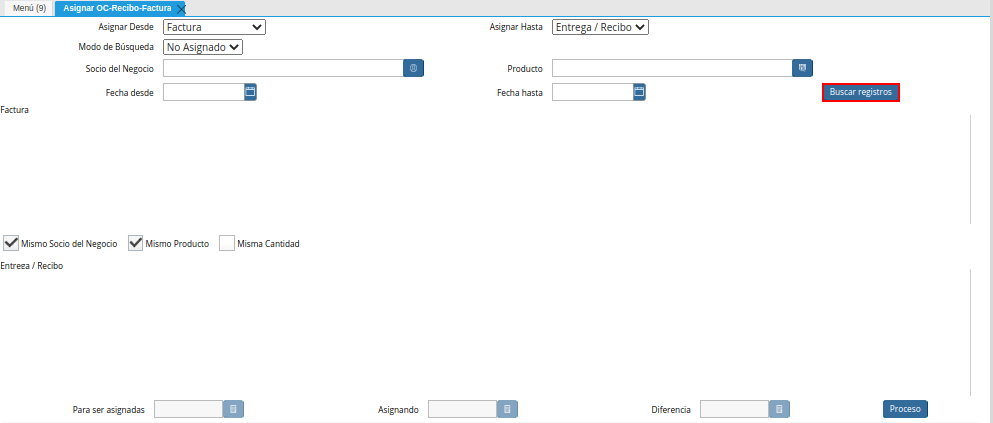 Menú (9) Asignar OC-Recibo-Factura
Asignar Desde Factura Asignar Hasta Entrega / Recibo
Modo de Búsqueda No Asignado
Socio del Negocio Producto
Fecha desde Fecha hasta Buscar registros
Factura
Mismo Socio del Negocio Mismo Producto Misma Cantidad
Entrega / Recibo
Para ser asignadas Asignando Diferencia Proceso